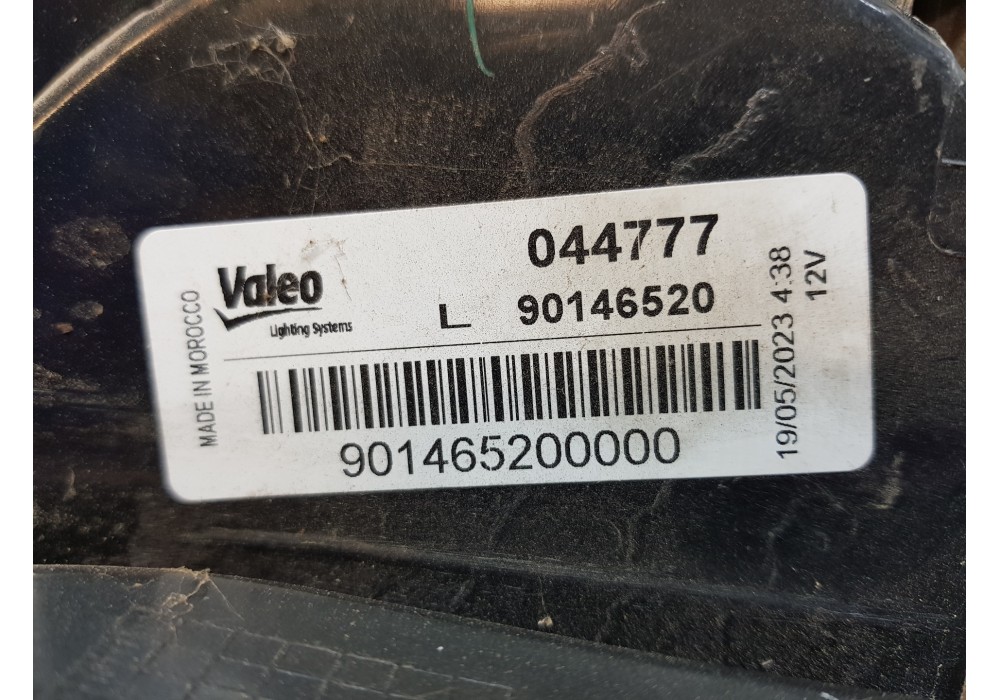 MADE IN MOROCCO
Valeo
Lighting Systems
044777
L 90146520
901465200000
19/05/2023 4:38
12V